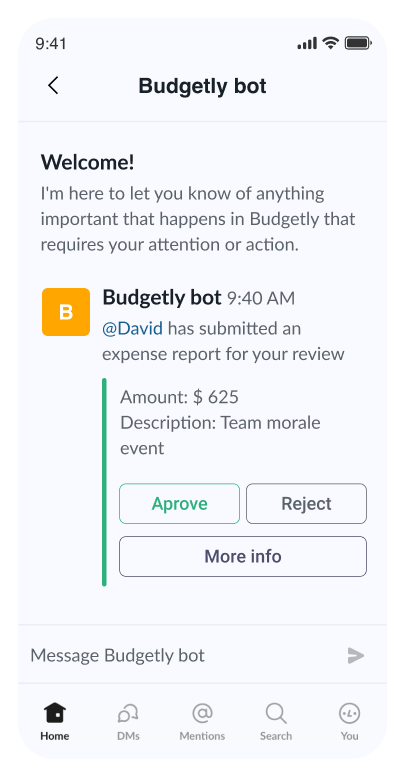 9:41
Budgetly bot
Welcome!
I'm here to let you know of anything
important that happens in Budgetly that
requires your attention or action.
B
Budgetly bot 9:40 AM
@David has submitted an
expense report for your review
Amount: $ 625
Description: Team morale
event
Aprove Reject
More info
Message Budgetly bot
Home DMs Mentions Search You